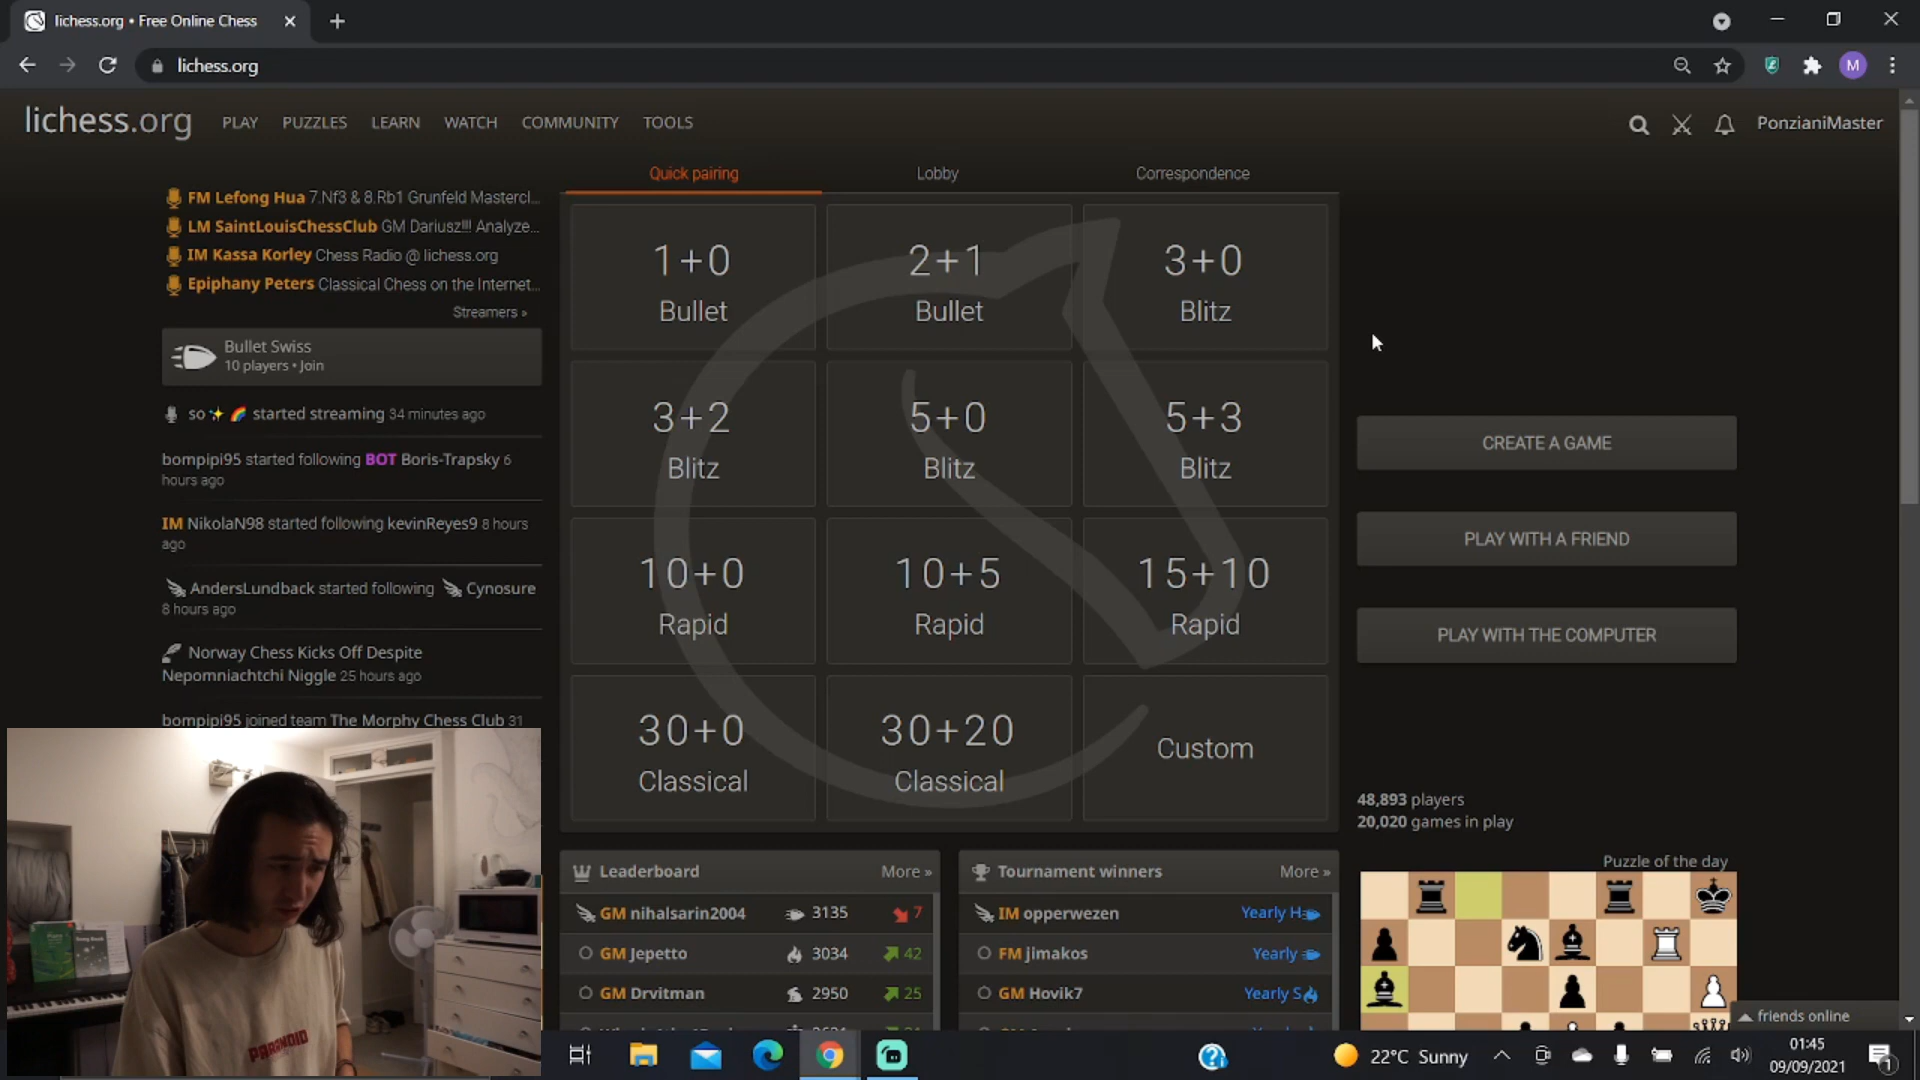 lichess.org • Free Online Chess
lichess.org
M
lichess.org PLAY PUZZLES LEARN WATCH COMMUNITY TOOLS PonzianiMaster
Quick pairing Lobby Correspondence
FM Lefong Hua 7.Nf3 & 8.Rb1 Grunfeld Mastercl...
LM SaintLouisChessClub GM Dariusz!!! Analyze...
IM Kassa Korley Chess Radio @ lichess.org
Epiphany Peters Classical Chess on the Internet...
Streamers »
Bullet Swiss
10 players • Join
so started streaming 34 minutes ago
bompipi95 started following BOT Boris-Trapsky 6
hours ago
IM NikolaN98 started following kevinReyes9 8 hours
ago
AndersLundback started following Cynosure
8 hours ago
Norway Chess Kicks Off Despite
Nepomniachtchi Niggle 25 hours ago
bompipi95 joined team The Morphy Chess Club 31
1+0
Bullet
2+1
Bullet
3+0
Blitz
3+2
Blitz
5+0
Blitz
5+3
Blitz
10+0
Rapid
10+5
Rapid
15+10
Rapid
30+0
Classical
30+20
Classical
Custom
CREATE A GAME
PLAY WITH A FRIEND
PLAY WITH THE COMPUTER
48,893 players
20,020 games in play
Puzzle of the day
Leaderboard More »
GM nihalsarin2004 3135 7
GM Jepetto 3034 42
GM Drvitman 2950 25
Tournament winners More »
IM opperwezen Yearly H
FM jimakos Yearly
GM Hovik7 Yearly S
friends online
PARANOID
22°C Sunny
01:45
09/09/2021
1